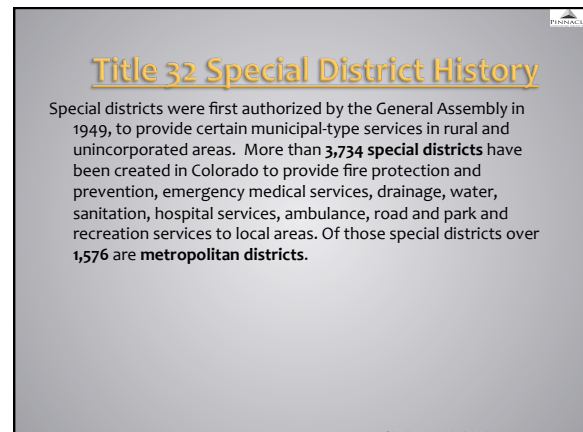 PINNACL
Title 32 Special District History
Special districts were first authorized by the General Assembly in
1949, to provide certain municipal-type services in rural and
unincorporated areas. More than 3,734 special districts have
been created in Colorado to provide fire protection and
prevention, emergency medical services, drainage, water,
sanitation, hospital services, ambulance, road and park and
recreation services to local areas. Of those special districts over
1,576 are metropolitan districts.